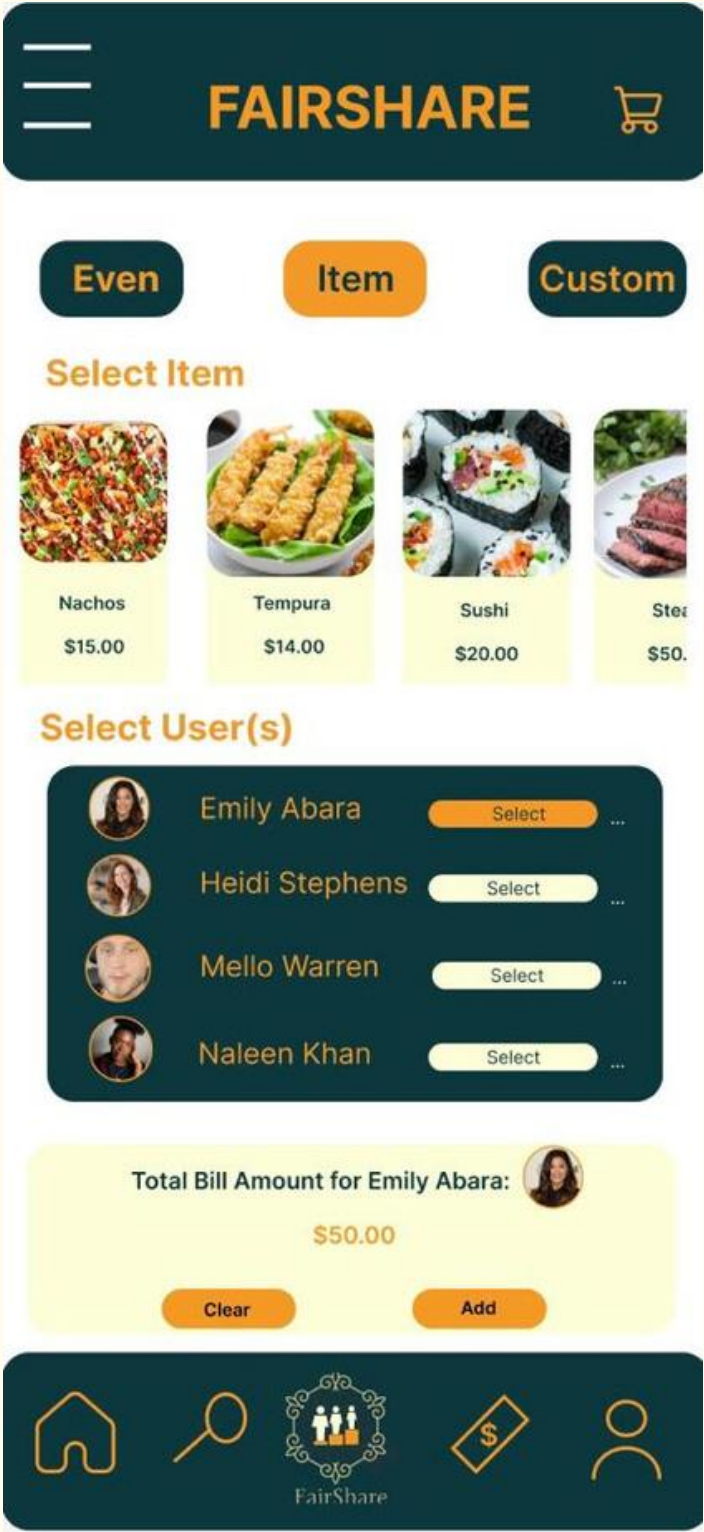 FAIRSHARE
Even Item Custom
Select Item
Nachos Tempura Sushi Stea
$15.00 $14.00 $20.00 $50.
Select User(s)
Emily Abara Select ...
Heidi Stephens Select ...
Mello Warren Select ...
Naleen Khan Select ...
Total Bill Amount for Emily Abara:
$50.00
Clear Add
$
FairShare